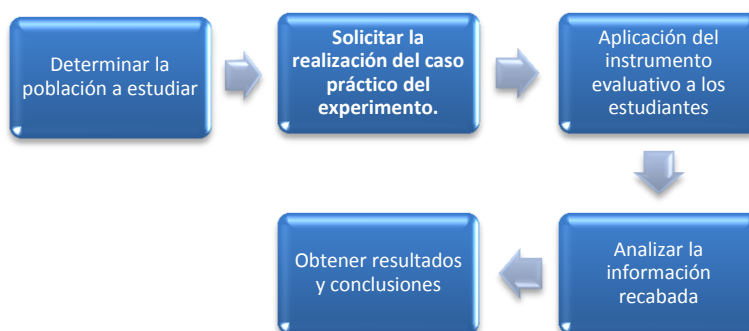 Determinar la
población a estudiar
Solicitar la
realización del caso
práctico del
experimento.
Aplicación del
instrumento
evaluativo a los
estudiantes
Analizar la
información
recabada
Obtener resultados
y conclusiones